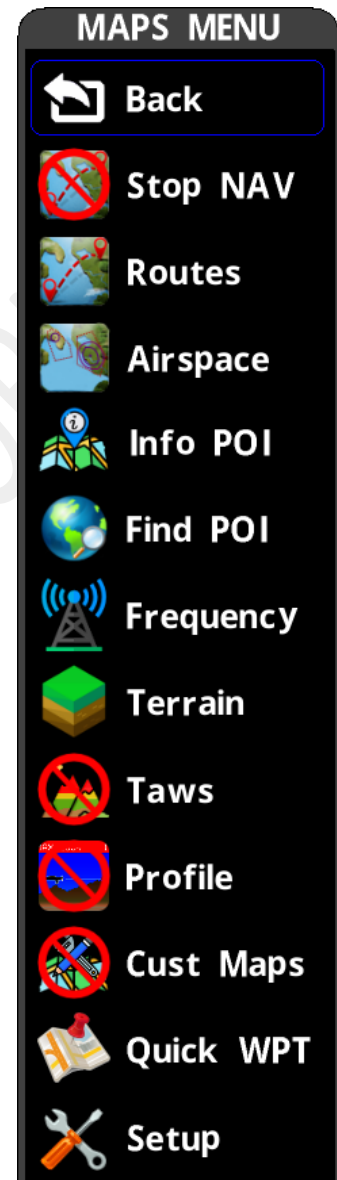 MAPS MENU
Back
Stop NAV
Routes
Airspace
Info POI
Find POI
Frequency
Terrain
Taws
Profile
Cust Maps
Quick WPT
Setup